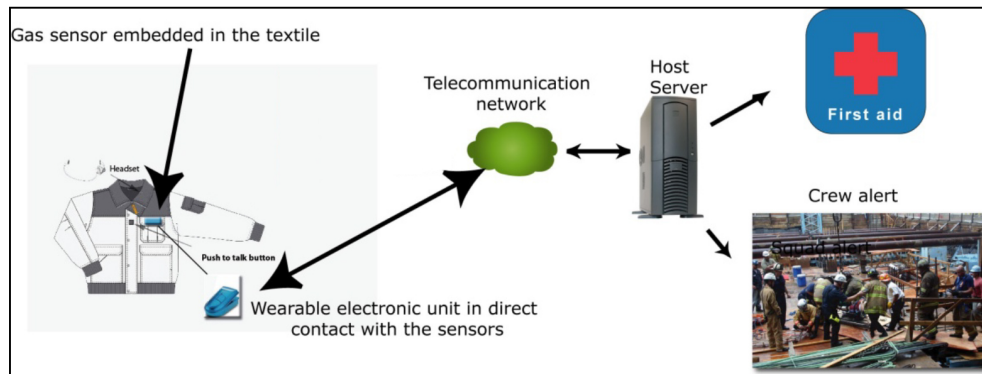 Gas sensor embedded in the textile
Headset
Push to talk button
Wearable electronic unit in direct
contact with the sensors
Telecommunication
network
Host
Server
First aid
Crew alert
Squad alert